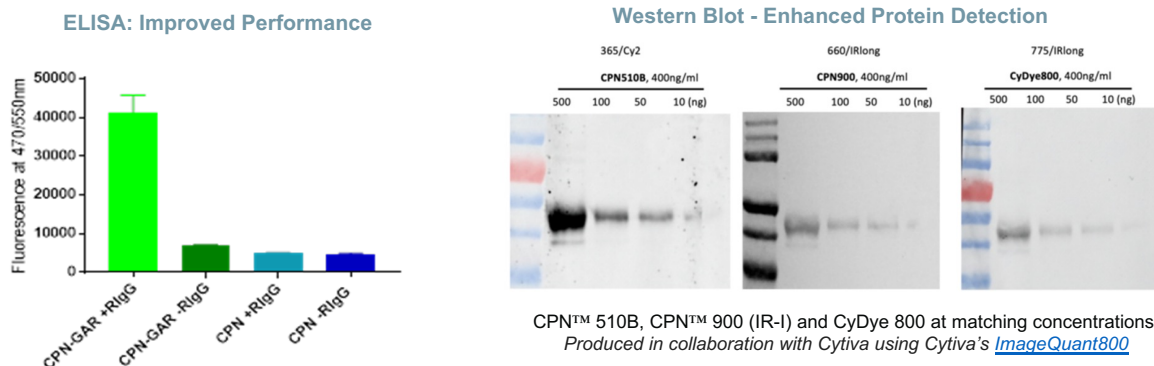 ELISA: Improved Performance
Fluorescence at 470/550nm
50000
40000
30000
20000
10000
0
CPN-GAR +RIgG
CPN-GAR -RIgG
CPN +RIgG
CPN -RIgG
Western Blot - Enhanced Protein Detection
365/Cy2
CPN510B, 400ng/ml
500 100 50 10 (ng)
660/IRlong
CPN900, 400ng/ml
500 100 50 10 (ng)
775/IRlong
CyDye800, 400ng/ml
500 100 50 10 (ng)
CPN™ 510B, CPN™ 900 (IR-I) and CyDye 800 at matching concentrations
Produced in collaboration with Cytiva using Cytiva's ImageQuant800